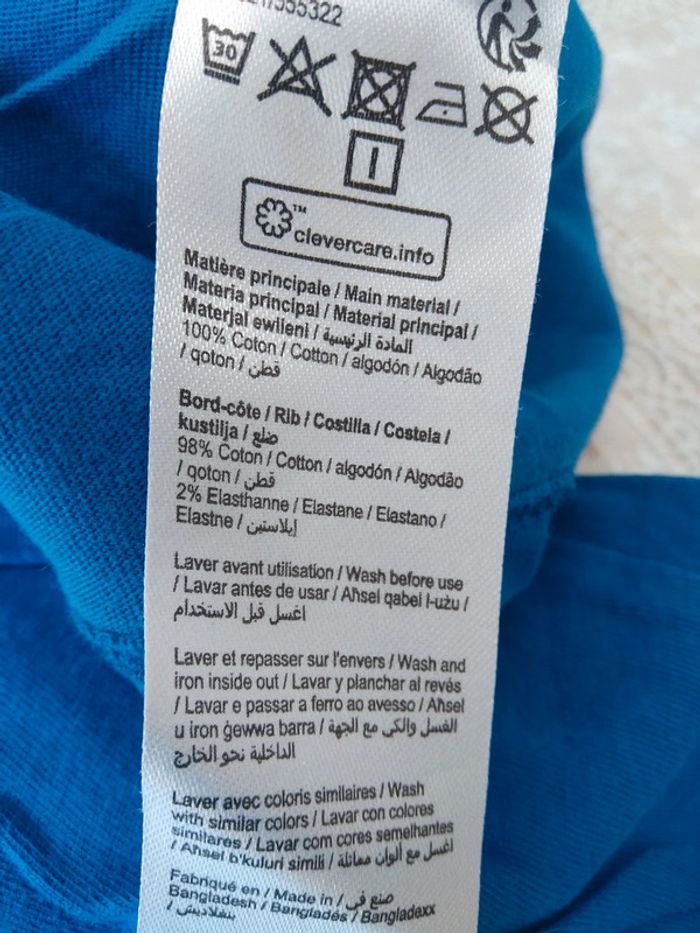 /555322
30
TM
clevercare.info
Matière principale / Main material /
Materia principal / Material principal /
Materjal ewlieni / المادة الرئيسية
100% Coton / Cotton / algodón / Algodão
/ qoton / قطن
Bord-côte / Rib / Costilla / Costela /
kustilja / ضلع
98% Coton / Cotton / algodón / Algodão
/ qoton / قطن
2% Elasthanne / Elastane / Elastano /
Elastne / إيلاستين
Laver avant utilisation / Wash before use
/ Lavar antes de usar / Aħsel qabel l-użu /
اغسل قبل الاستخدام
Laver et repasser sur l'envers / Wash and
iron inside out / Lavar y planchar al revés
/ Lavar e passar a ferro ao avesso / Aħsel
u iron ġewwa barra / الغسل والكي مع الجهة
الداخلية نحو الخارج
Laver avec coloris similaires / Wash
with similar colors / Lavar con colores
similares / Lavar com cores semelhantes
/ Aħsel b'kuluri simili / اغسل مع ألوان مماثلة
Fabriqué en / Made in / صنع في
Bangladesh / Banglades / Bangladexx
/ بنغلاديش